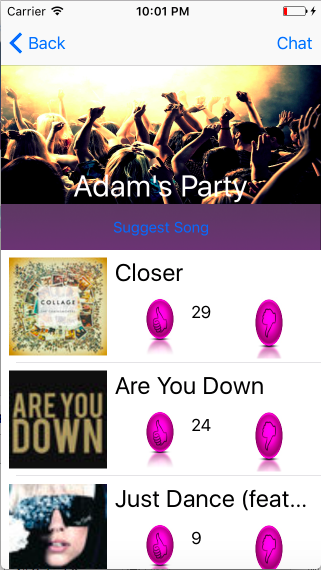 Carrier 10:01 PM
Back Chat
Adam's Party
Suggest Song
Closer
COLLAGE
29
Are You Down
ARE YOU
DOWN
24
Just Dance (feat...
9